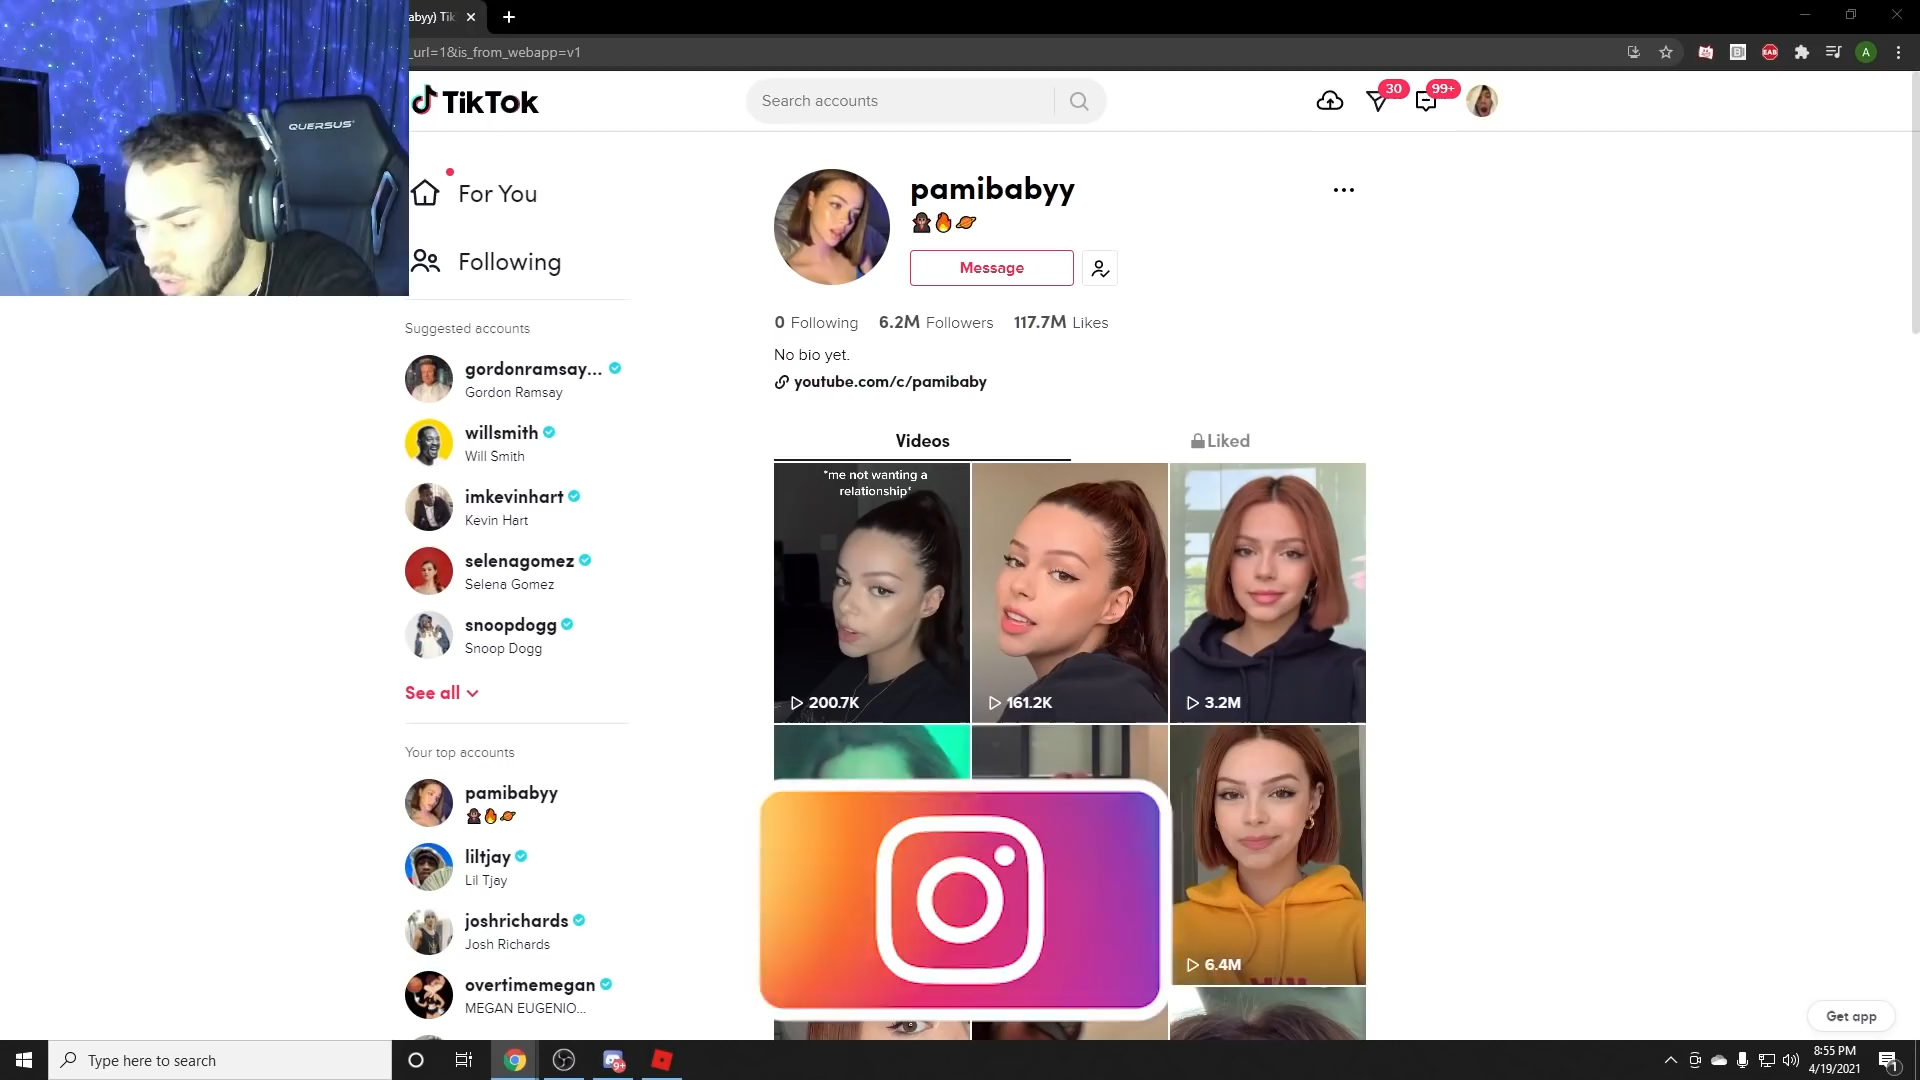 abyy) Tik
_url=1&is_from_webapp=v1
QUERSUS
TikTok
Search accounts
30
99+
A
For You
Following
Suggested accounts
gordonramsay...
Gordon Ramsay
willsmith
Will Smith
imkevinhart
Kevin Hart
selenagomez
Selena Gomez
snoopdogg
Snoop Dogg
See all
Your top accounts
pamibabyy
liltjay
Lil Tjay
joshrichards
Josh Richards
overtimemegan
MEGAN EUGENIO...
pamibabyy
Message
0 Following 6.2M Followers 117.7M Likes
No bio yet.
youtube.com/c/pamibaby
Videos
Liked
*me not wanting a
relationship*
200.7K
161.2K
3.2M
6.4M
Get app
Type here to search
9+
8:55 PM
4/19/2021
1